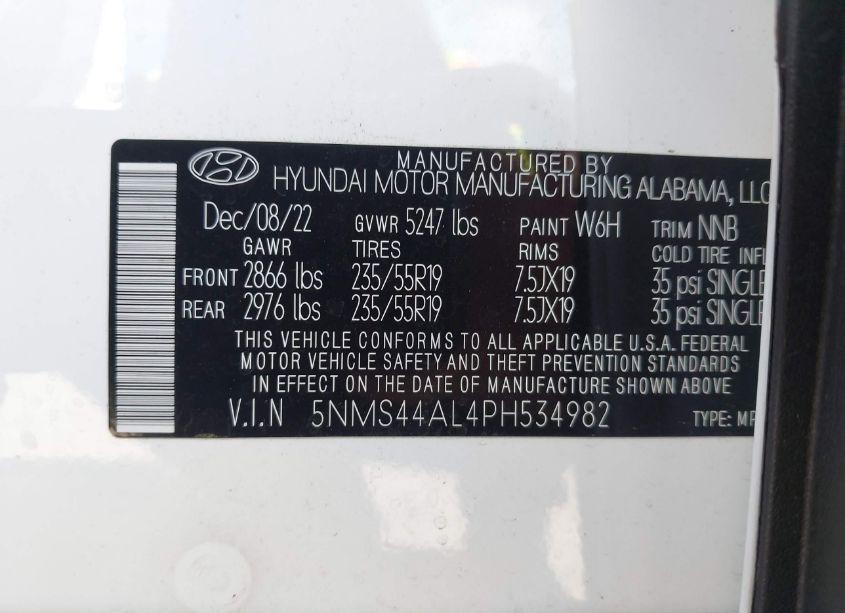 MANUFACTURED BY
HYUNDAI MOTOR MANUFACTURING ALABAMA, LLC
Dec/08/22 GVWR 5247 lbs PAINT W6H TRIM NNB
GAWR TIRES RIMS COLD TIRE INFL
FRONT 2866 lbs 235/55R19 7.5JX19 35 psi SINGLE
REAR 2976 lbs 235/55R19 7.5JX19 35 psi SINGLE
THIS VEHICLE CONFORMS TO ALL APPLICABLE U.S.A. FEDERAL
MOTOR VEHICLE SAFETY AND THEFT PREVENTION STANDARDS
IN EFFECT ON THE DATE OF MANUFACTURE SHOWN ABOVE
V.I.N 5NMS44AL4PH534982 TYPE: MP